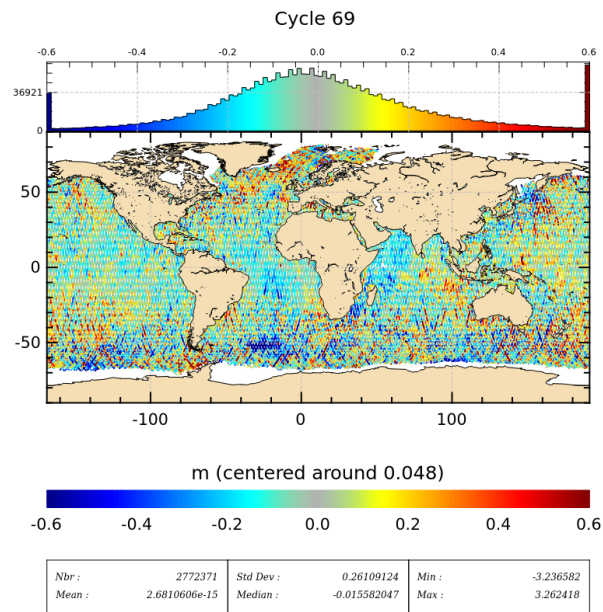 Cycle 69
-0.6 -0.4 -0.2 0.0 0.2 0.4 0.6
36921
0
50
0
-50
-100 0 100
m (centered around 0.048)
-0.6 -0.4 -0.2 0.0 0.2 0.4 0.6
Nbr : 2772371 Std Dev : 0.26109124 Min : -3.236582
Mean : 2.6810606e-15 Median : -0.015582047 Max : 3.262418